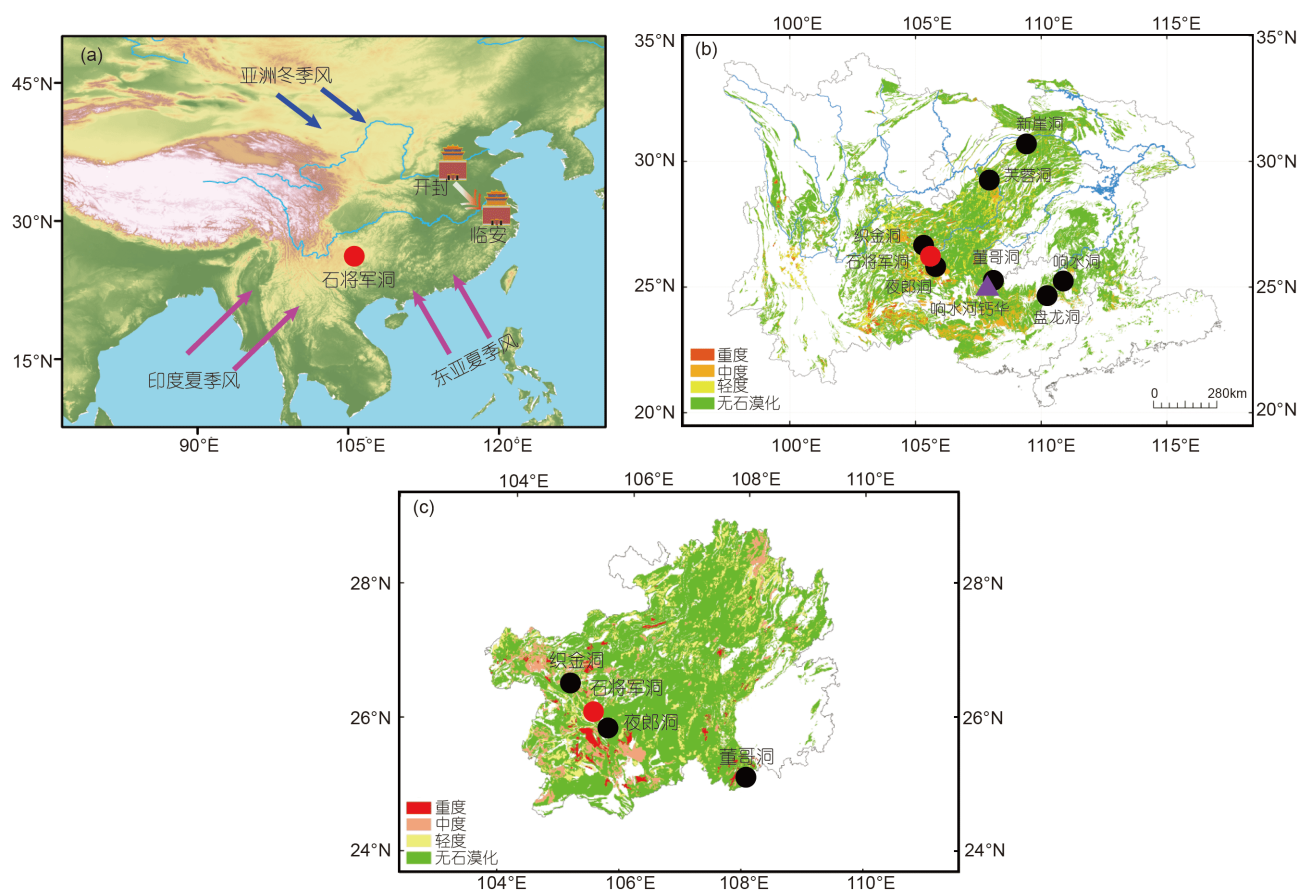 (a)
45°N
30°N
15°N
90°E
105°E
120°E
亚洲冬季风
开封
临安
石将军洞
印度夏季风
东亚夏季风
(b)
100°E
105°E
110°E
115°E
35°N
35°N
30°N
30°N
25°N
25°N
20°N
20°N
新崖洞
芙蓉洞
织金洞
石将军洞
董哥洞
响水洞
夜郎洞
响水河钙华
盘龙洞
重度
中度
轻度
无石漠化
0 280km
100°E
105°E
110°E
115°E
(c)
104°E
106°E
108°E
110°E
28°N
28°N
26°N
26°N
24°N
24°N
织金洞
石将军洞
夜郎洞
董哥洞
重度
中度
轻度
无石漠化
104°E
106°E
108°E
110°E